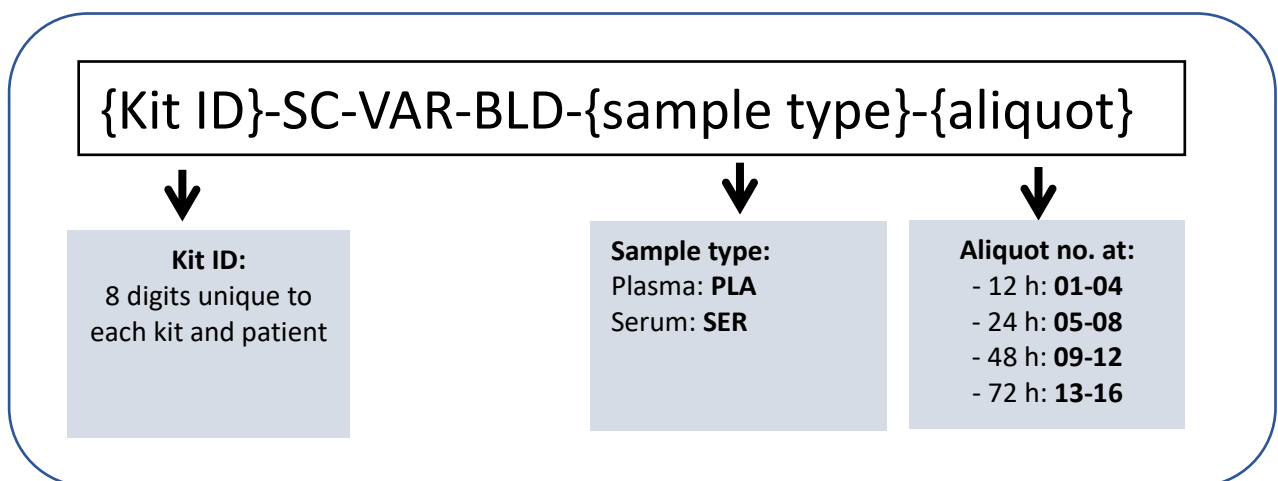 {Kit ID}-SC-VAR-BLD-{sample type}-{aliquot}
Kit ID:
8 digits unique to
each kit and patient
Sample type:
Plasma: PLA
Serum: SER
Aliquot no. at:
- 12 h: 01-04
- 24 h: 05-08
- 48 h: 09-12
- 72 h: 13-16